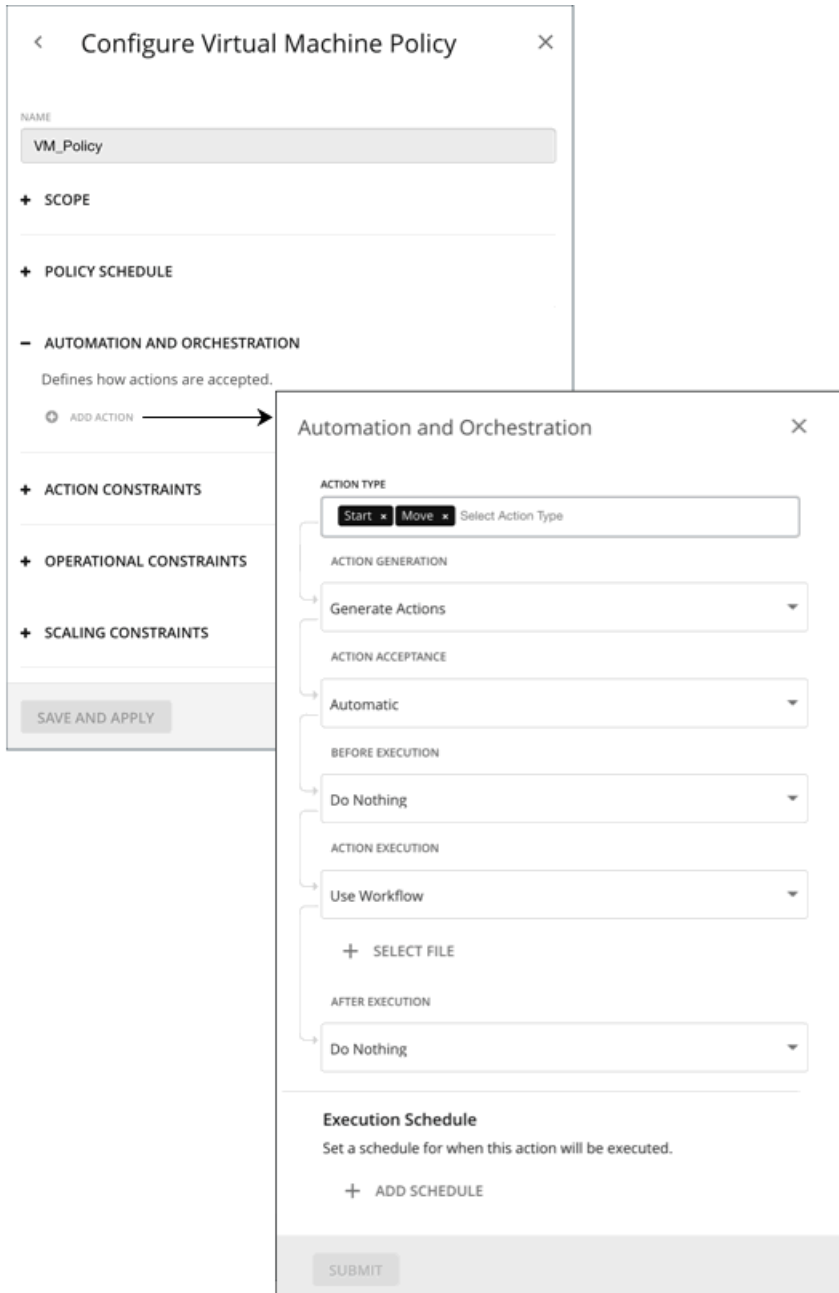 Configure Virtual Machine Policy
NAME
VM_Policy
SCOPE
POLICY SCHEDULE
AUTOMATION AND ORCHESTRATION
Defines how actions are accepted.
ADD ACTION
ACTION CONSTRAINTS
OPERATIONAL CONSTRAINTS
SCALING CONSTRAINTS
SAVE AND APPLY
Automation and Orchestration
ACTION TYPE
Start × Move × Select Action Type
ACTION GENERATION
Generate Actions
ACTION ACCEPTANCE
Automatic
BEFORE EXECUTION
Do Nothing
ACTION EXECUTION
Use Workflow
SELECT FILE
AFTER EXECUTION
Do Nothing
Execution Schedule
Set a schedule for when this action will be executed.
ADD SCHEDULE
SUBMIT